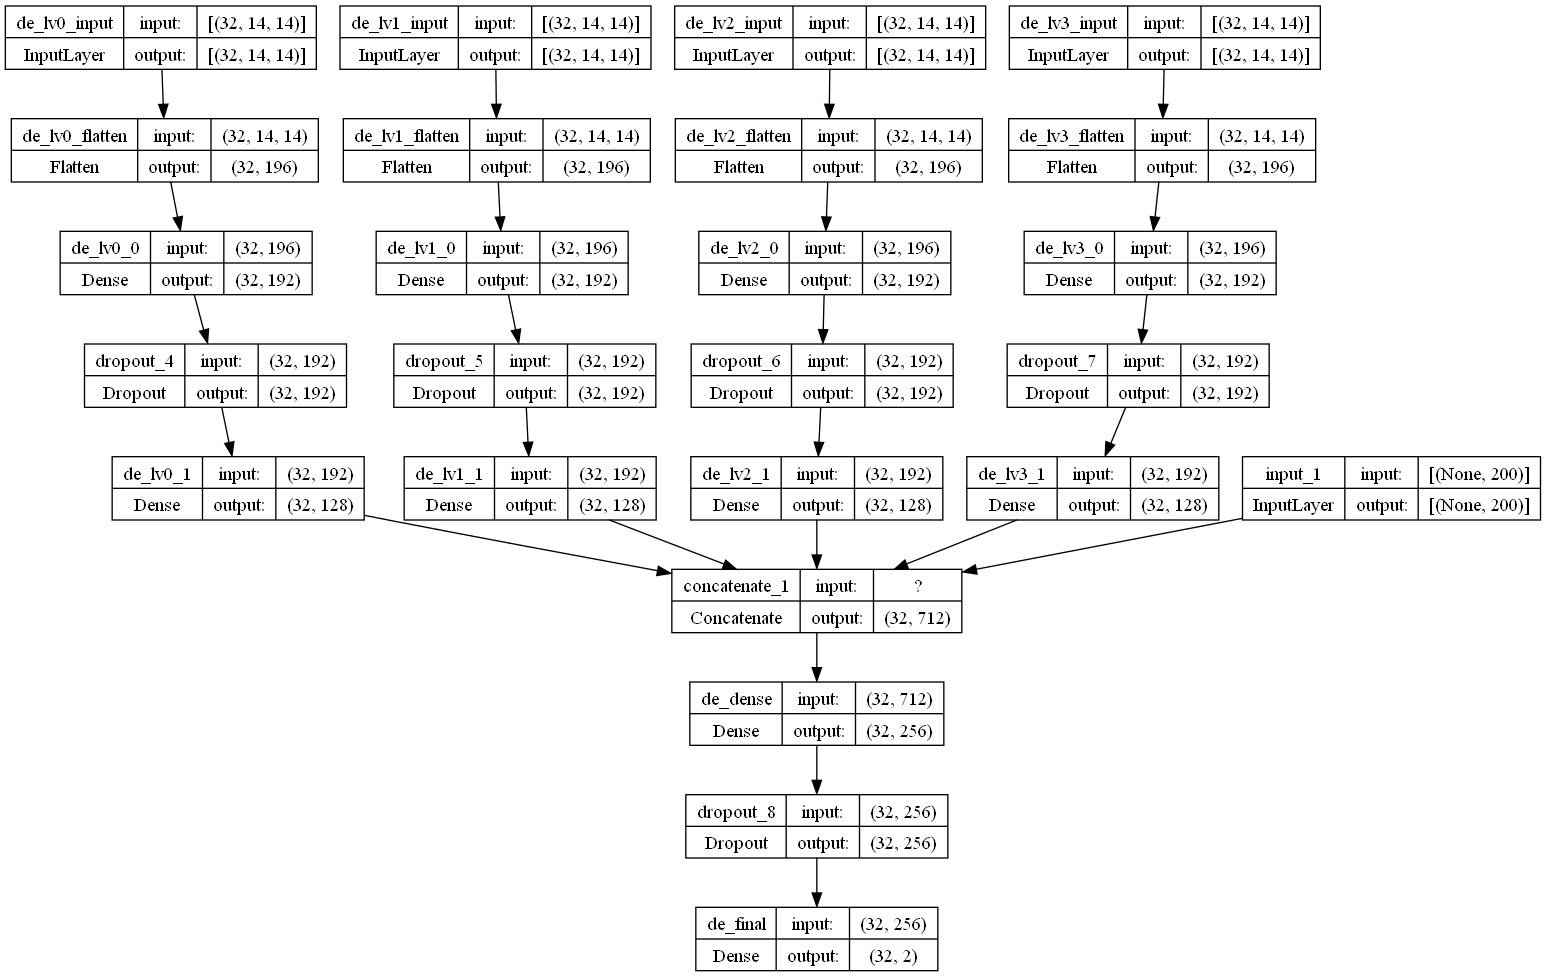 de_lv0_input input: [(32, 14, 14)] de_lv1_input input: [(32, 14, 14)] de_lv2_input input: [(32, 14, 14)] de_lv3_input input: [(32, 14, 14)]
InputLayer output: [(32, 14, 14)] InputLayer output: [(32, 14, 14)] InputLayer output: [(32, 14, 14)] InputLayer output: [(32, 14, 14)]
de_lv0_flatten input: (32, 14, 14) de_lv1_flatten input: (32, 14, 14) de_lv2_flatten input: (32, 14, 14) de_lv3_flatten input: (32, 14, 14)
Flatten output: (32, 196) Flatten output: (32, 196) Flatten output: (32, 196) Flatten output: (32, 196)
de_lv0_0 input: (32, 196) de_lv1_0 input: (32, 196) de_lv2_0 input: (32, 196) de_lv3_0 input: (32, 196)
Dense output: (32, 192) Dense output: (32, 192) Dense output: (32, 192) Dense output: (32, 192)
dropout_4 input: (32, 192) dropout_5 input: (32, 192) dropout_6 input: (32, 192) dropout_7 input: (32, 192)
Dropout output: (32, 192) Dropout output: (32, 192) Dropout output: (32, 192) Dropout output: (32, 192)
de_lv0_1 input: (32, 192) de_lv1_1 input: (32, 192) de_lv2_1 input: (32, 192) de_lv3_1 input: (32, 192) input_1 input: [(None, 200)]
Dense output: (32, 128) Dense output: (32, 128) Dense output: (32, 128) Dense output: (32, 128) InputLayer output: [(None, 200)]
concatenate_1 input: ?
Concatenate output: (32, 712)
de_dense input: (32, 712)
Dense output: (32, 256)
dropout_8 input: (32, 256)
Dropout output: (32, 256)
de_final input: (32, 256)
Dense output: (32, 2)